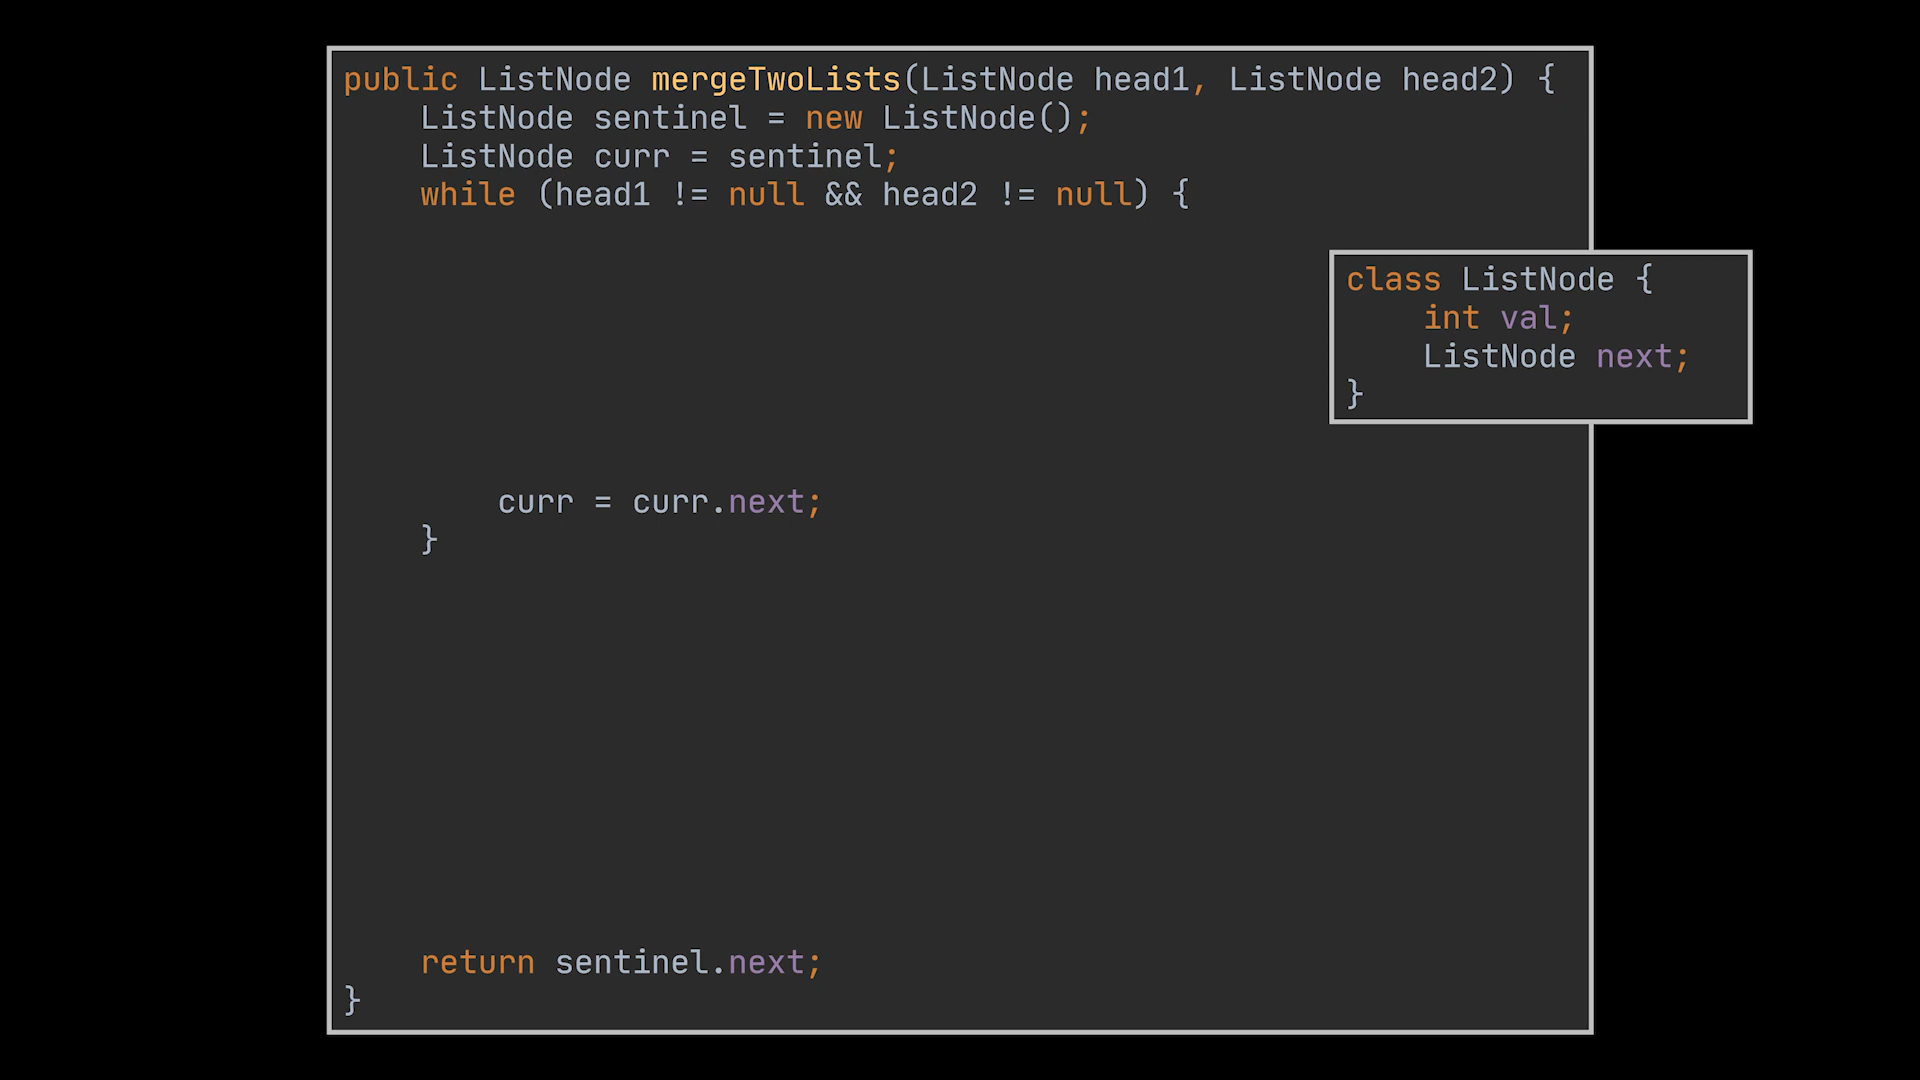 public ListNode mergeTwoLists(ListNode head1, ListNode head2) {
    ListNode sentinel = new ListNode();
    ListNode curr = sentinel;
    while (head1 != null && head2 != null) {
        curr = curr.next;
    }
    return sentinel.next;
}
class ListNode {
    int val;
    ListNode next;
}